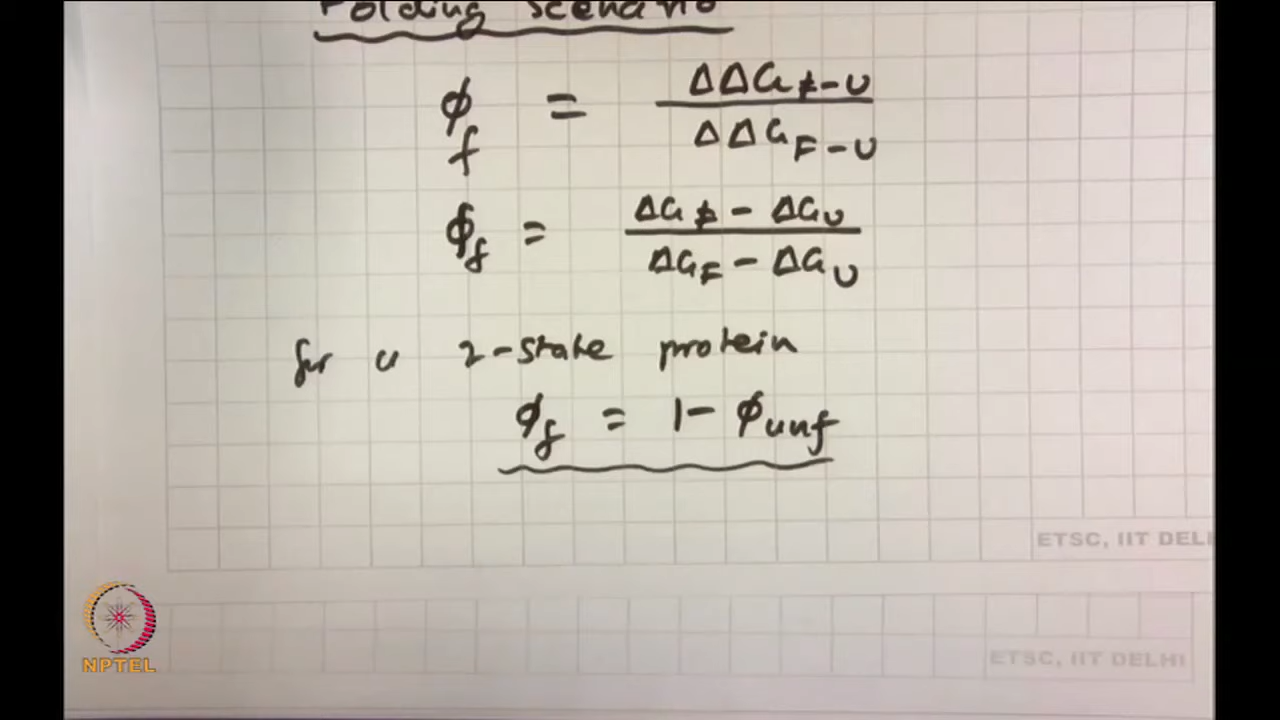 Folding scenario
ϕf = ΔΔG‡-U / ΔΔGF-U
ϕf = ΔG‡ - ΔGU / ΔGF - ΔGU
for a 2-state protein
ϕf = 1 - ϕunf
ETSC, IIT DEL
ETSC, IIT DELHI
NPTEL